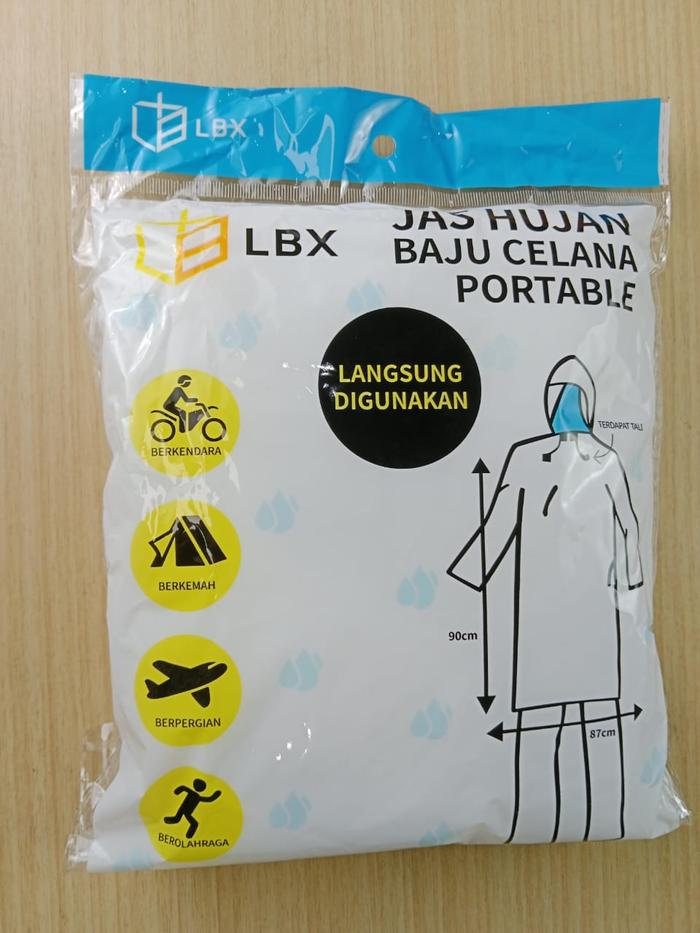 LBX
LBX
JAS HUJAN
BAJU CELANA
PORTABLE
LANGSUNG
DIGUNAKAN
BERKENDARA
TERDAPAT TALI
BERKEMAH
90cm
BERPERGIAN
87cm
BEROLAHRAGA